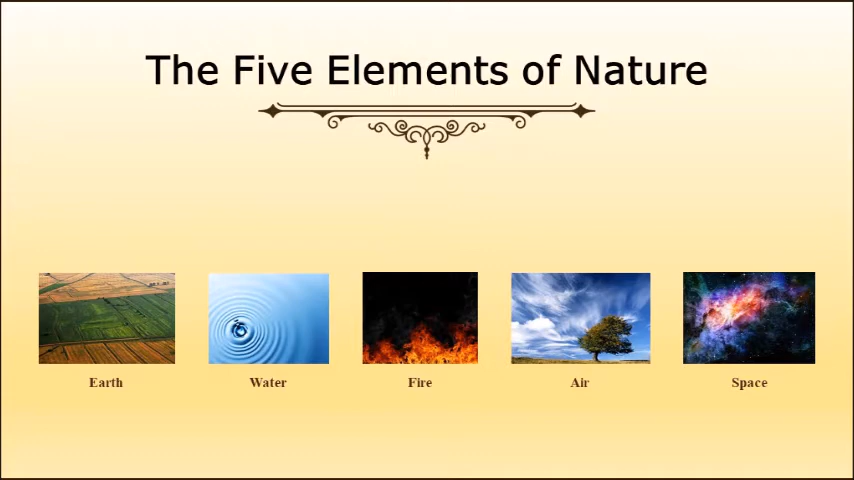 The Five Elements of Nature
Earth
Water
Fire
Air
Space